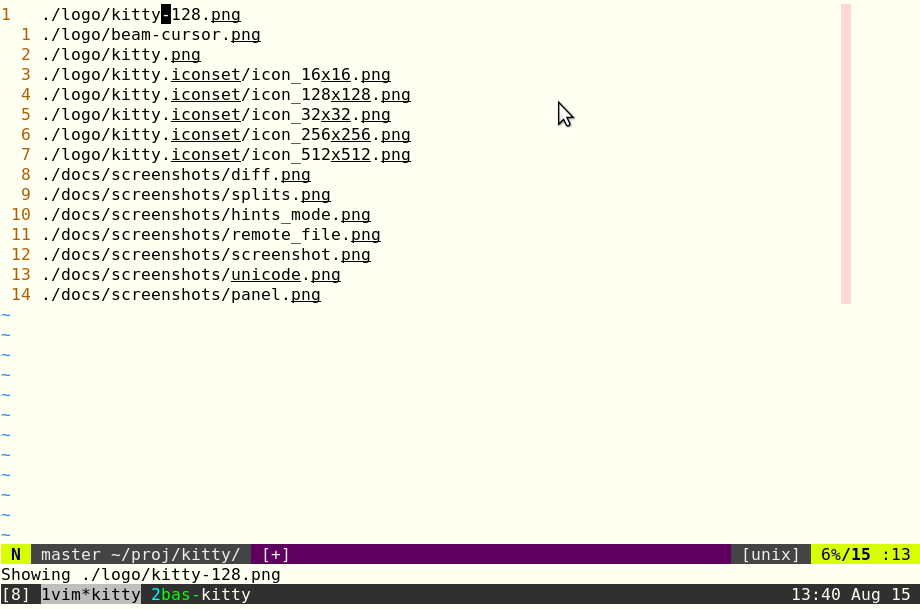 1   ./logo/kitty-128.png
  1 ./logo/beam-cursor.png
  2 ./logo/kitty.png
  3 ./logo/kitty.iconset/icon_16x16.png
  4 ./logo/kitty.iconset/icon_128x128.png
  5 ./logo/kitty.iconset/icon_32x32.png
  6 ./logo/kitty.iconset/icon_256x256.png
  7 ./logo/kitty.iconset/icon_512x512.png
  8 ./docs/screenshots/diff.png
  9 ./docs/screenshots/splits.png
 10 ./docs/screenshots/hints_mode.png
 11 ./docs/screenshots/remote_file.png
 12 ./docs/screenshots/screenshot.png
 13 ./docs/screenshots/unicode.png
 14 ./docs/screenshots/panel.png
~
~
~
~
~
~
~
~
~
~
~
~
 N  master ~/proj/kitty/  [+] [unix]  6%/15 :13
Showing ./logo/kitty-128.png
[8] 1vim*kitty 2bas-kitty 13:40 Aug 15